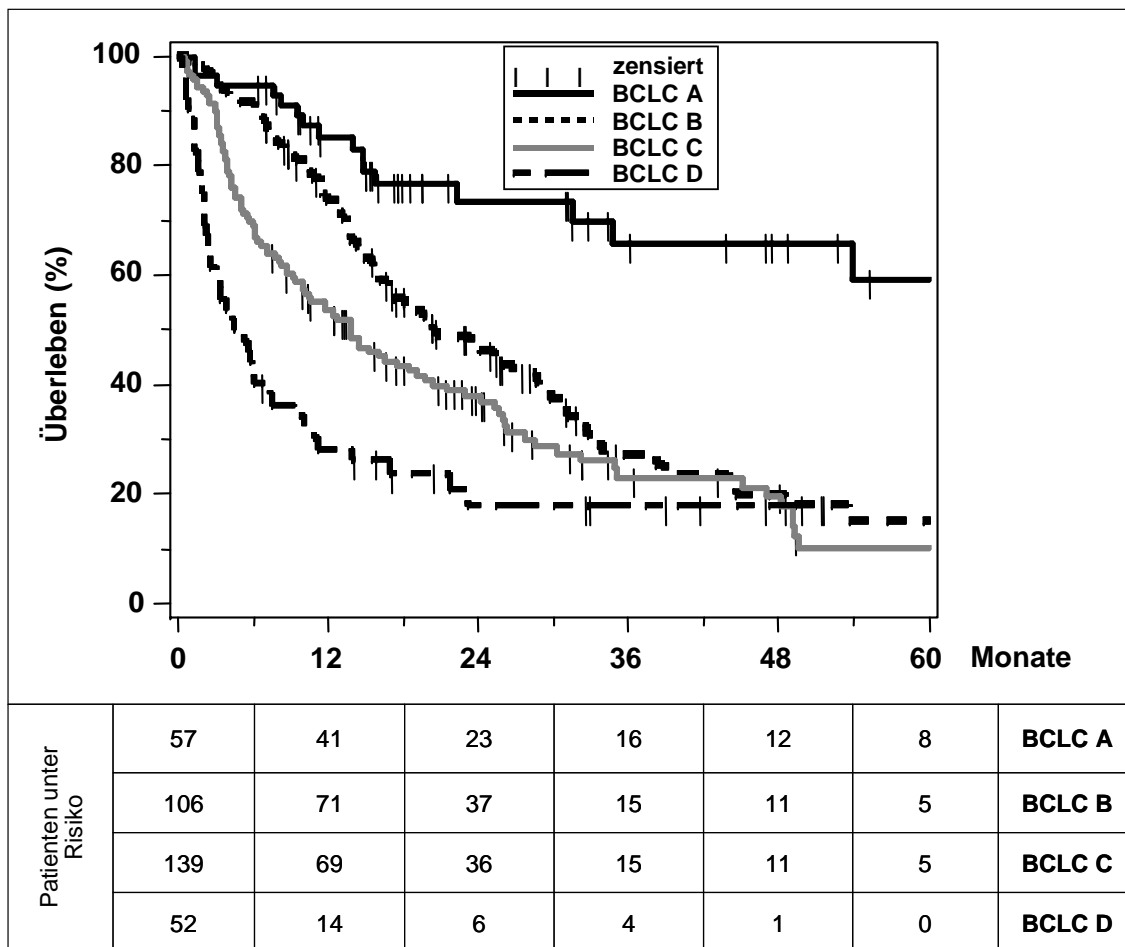 100
80
60
40
20
0
Überleben (%)
zensiert
BCLC A
BCLC B
BCLC C
BCLC D
0 12 24 36 48 60 Monate
Patienten unter
Risiko
57 41 23 16 12 8 BCLC A
106 71 37 15 11 5 BCLC B
139 69 36 15 11 5 BCLC C
52 14 6 4 1 0 BCLC D